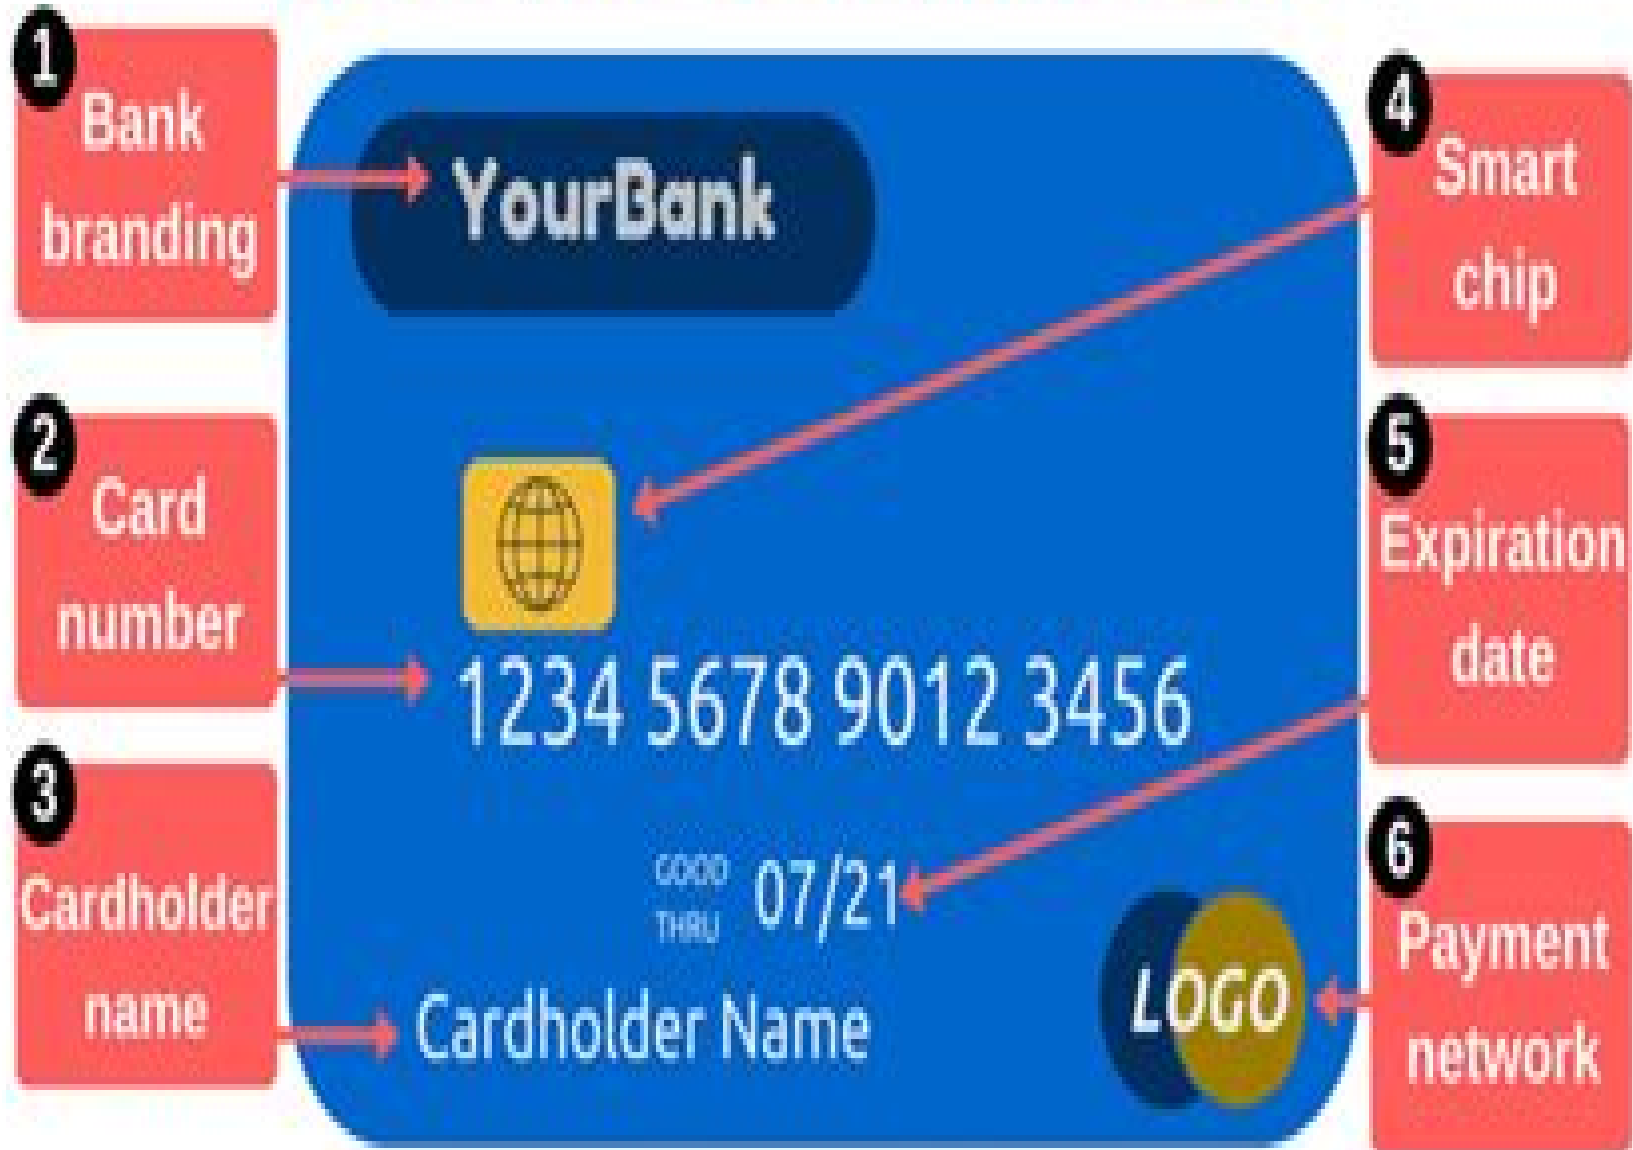 1
Bank
branding
2
Card
number
3
Cardholder
name
YourBank
1234 5678 9012 3456
GOOD
THRU
07/21
Cardholder Name
LOGO
4
Smart
chip
5
Expiration
date
6
Payment
network